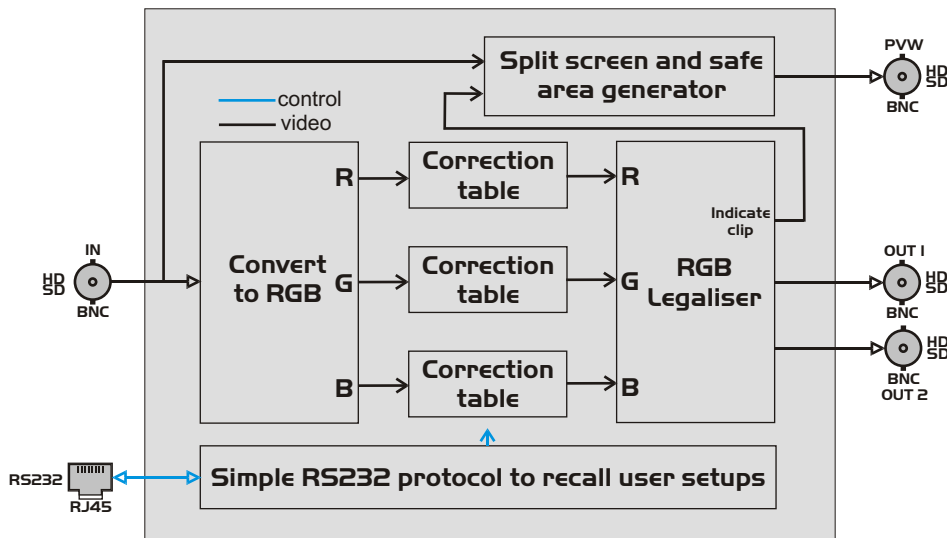 PVW
HD
SD
BNC
Split screen and safe
area generator
control
video
R
Correction
table
R
Indicate
clip
IN
HD
SD
BNC
Convert
to RGB
G
Correction
table
G
RGB
Legaliser
OUT 1
HD
SD
BNC
B
Correction
table
B
HD
SD
BNC
OUT 2
RS232
RJ45
Simple RS232 protocol to recall user setups